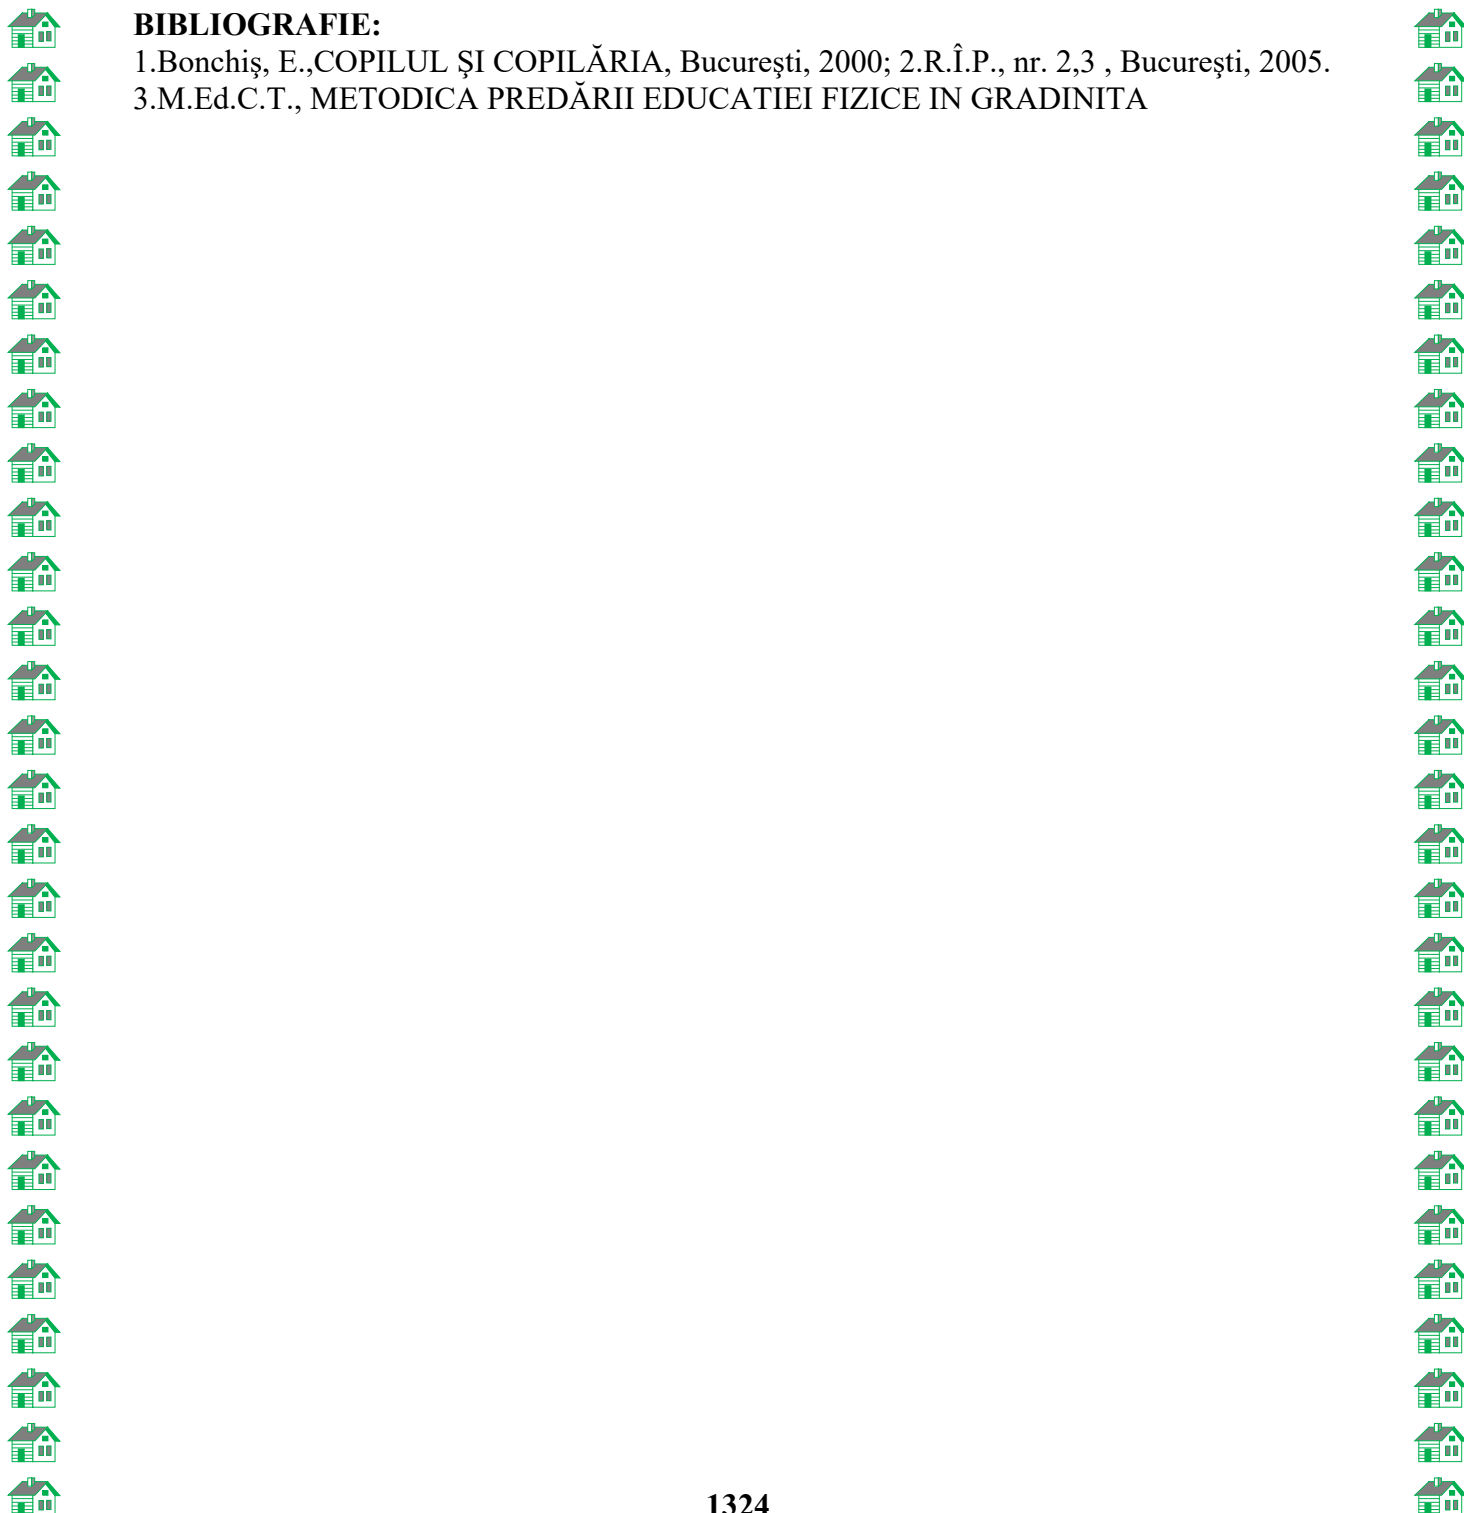 BIBLIOGRAFIE:
1.Bonchiş, E.,COPILUL ŞI COPILĂRIA, Bucureşti, 2000; 2.R.Î.P., nr. 2,3 , Bucureşti, 2005.
3.M.Ed.C.T., METODICA PREDĂRII EDUCATIEI FIZICE IN GRADINITA
1324